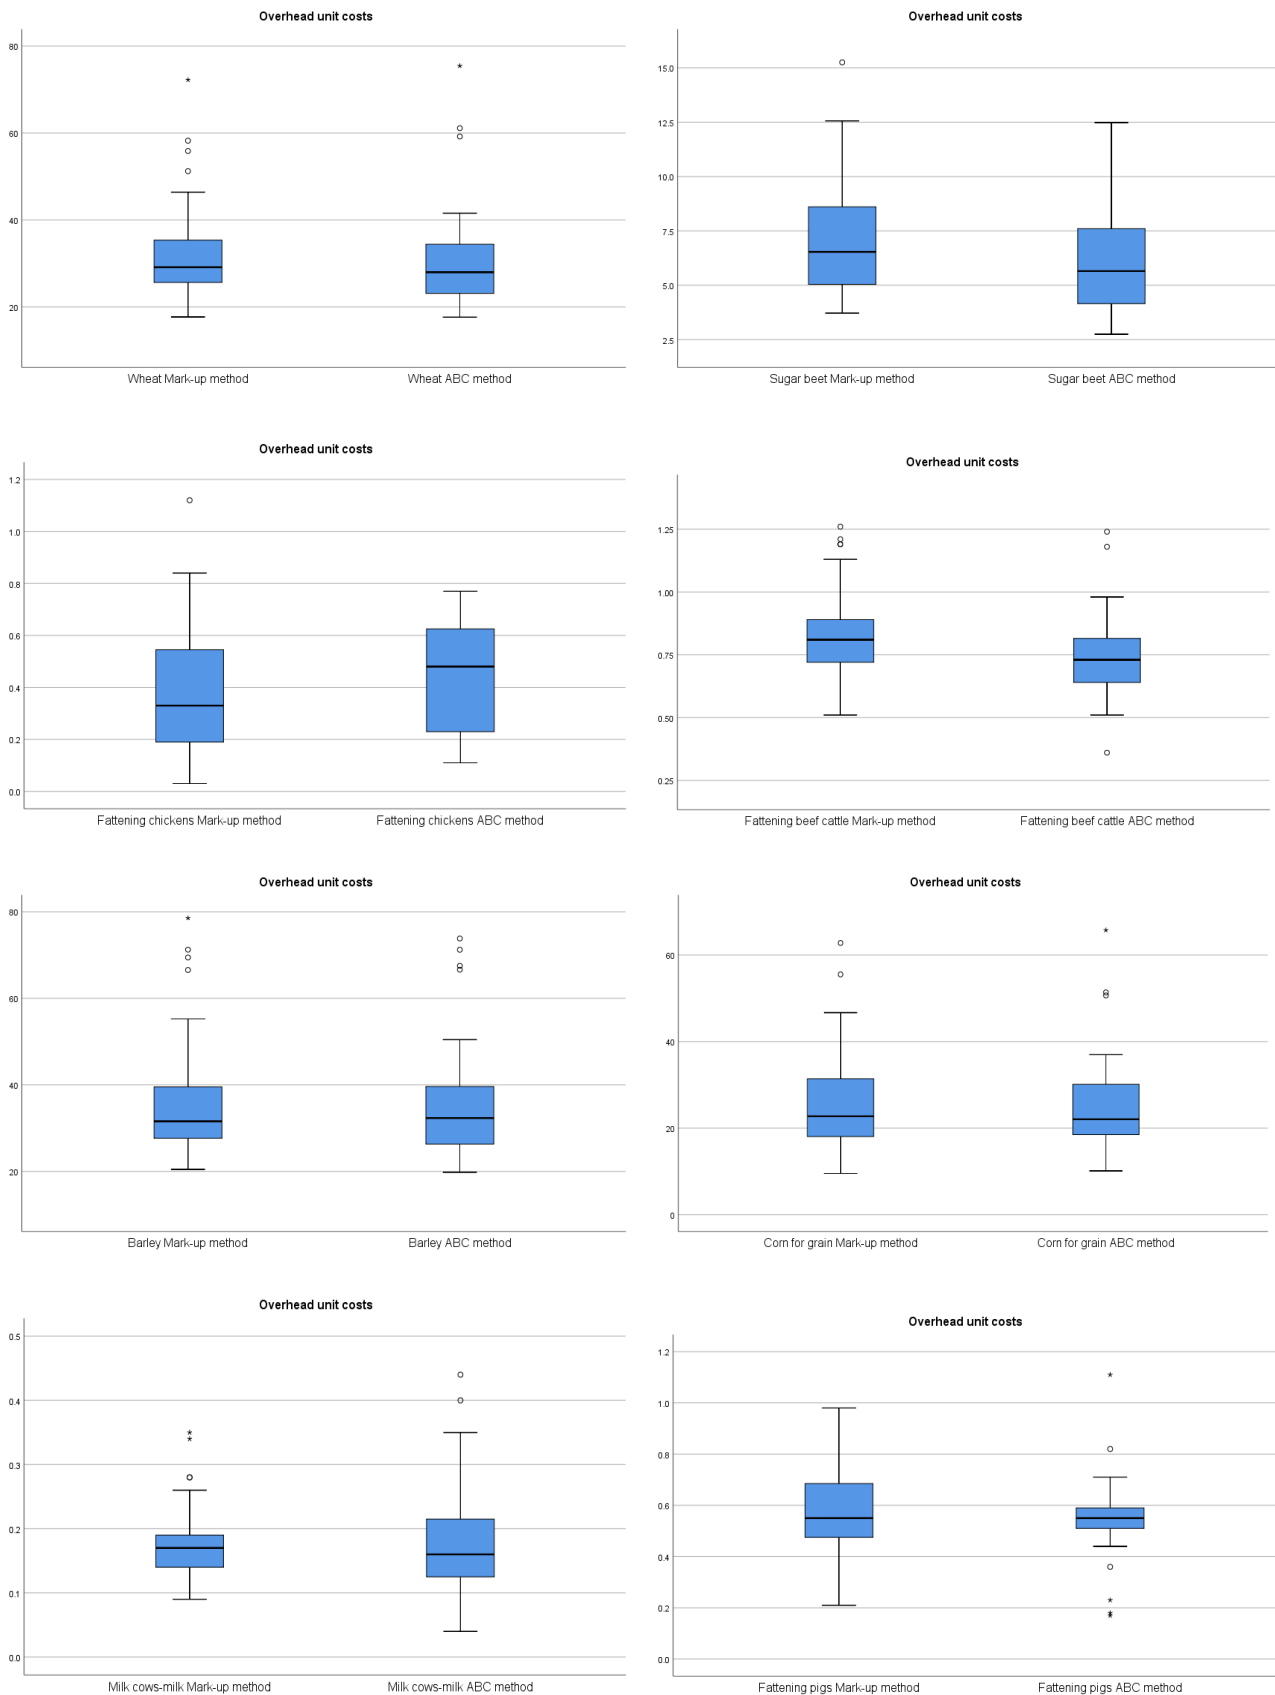 Overhead unit costs
80
60
40
20
Wheat Mark-up method Wheat ABC method
Overhead unit costs
15.0
12.5
10.0
7.5
5.0
2.5
Sugar beet Mark-up method Sugar beet ABC method
Overhead unit costs
1.2
1.0
0.8
0.6
0.4
0.2
0.0
Fattening chickens Mark-up method Fattening chickens ABC method
Overhead unit costs
1.25
1.00
0.75
0.50
0.25
Fattening beef cattle Mark-up method Fattening beef cattle ABC method
Overhead unit costs
80
60
40
20
Barley Mark-up method Barley ABC method
Overhead unit costs
60
40
20
0
Corn for grain Mark-up method Corn for grain ABC method
Overhead unit costs
0.5
0.4
0.3
0.2
0.1
0.0
Milk cows-milk Mark-up method Milk cows-milk ABC method
Overhead unit costs
1.2
1.0
0.8
0.6
0.4
0.2
0.0
Fattening pigs Mark-up method Fattening pigs ABC method